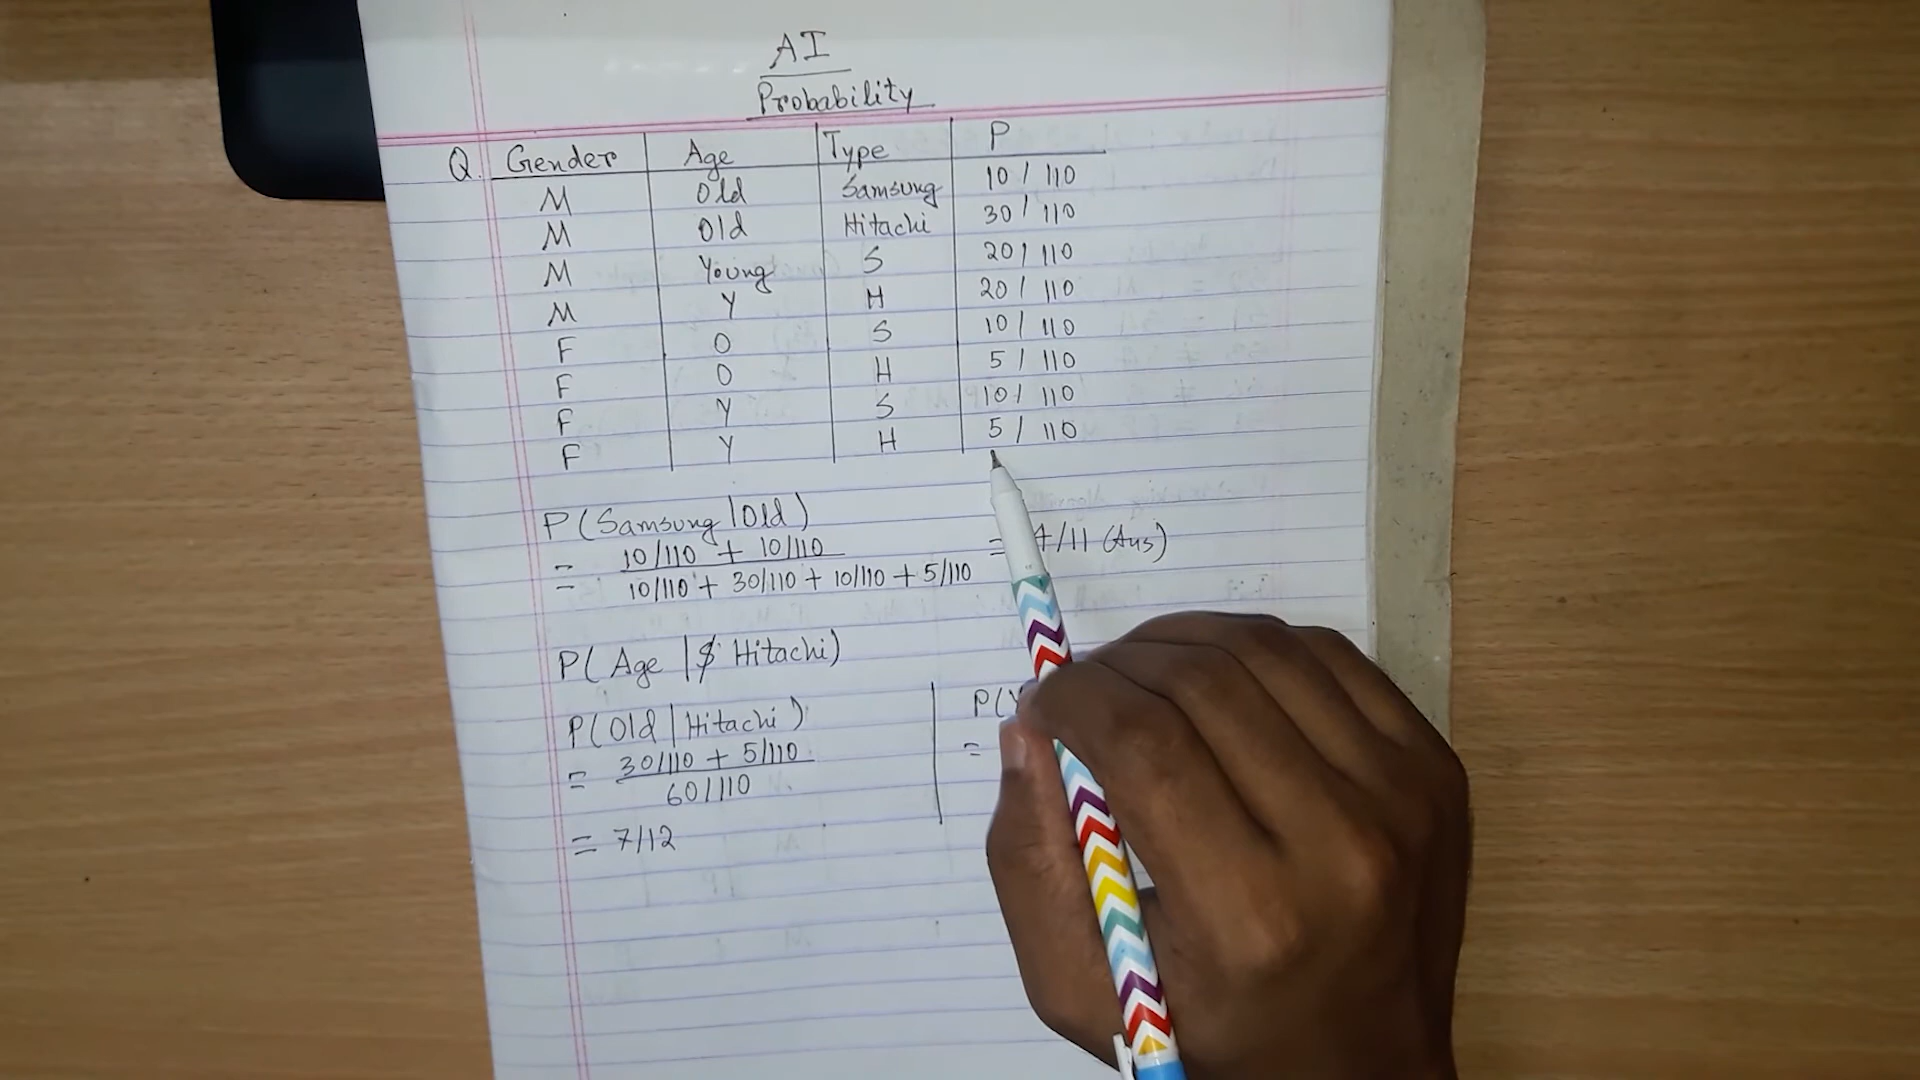 AI
Probability
Q. Gender Age Type P
M Old Samsung 10 / 110
M Old Hitachi 30 / 110
M Young S 20 / 110
M Y H 20 / 110
F O S 10 / 110
F O H 5 / 110
F Y S 10 / 110
F Y H 5 / 110
P(Samsung | Old)
= 10/110 + 10/110 = 4/11 (Ans)
10/110 + 30/110 + 10/110 + 5/110
P(Age | Hitachi)
P(Old | Hitachi) P(Y
= 30/110 + 5/110 =
60/110
= 7/12